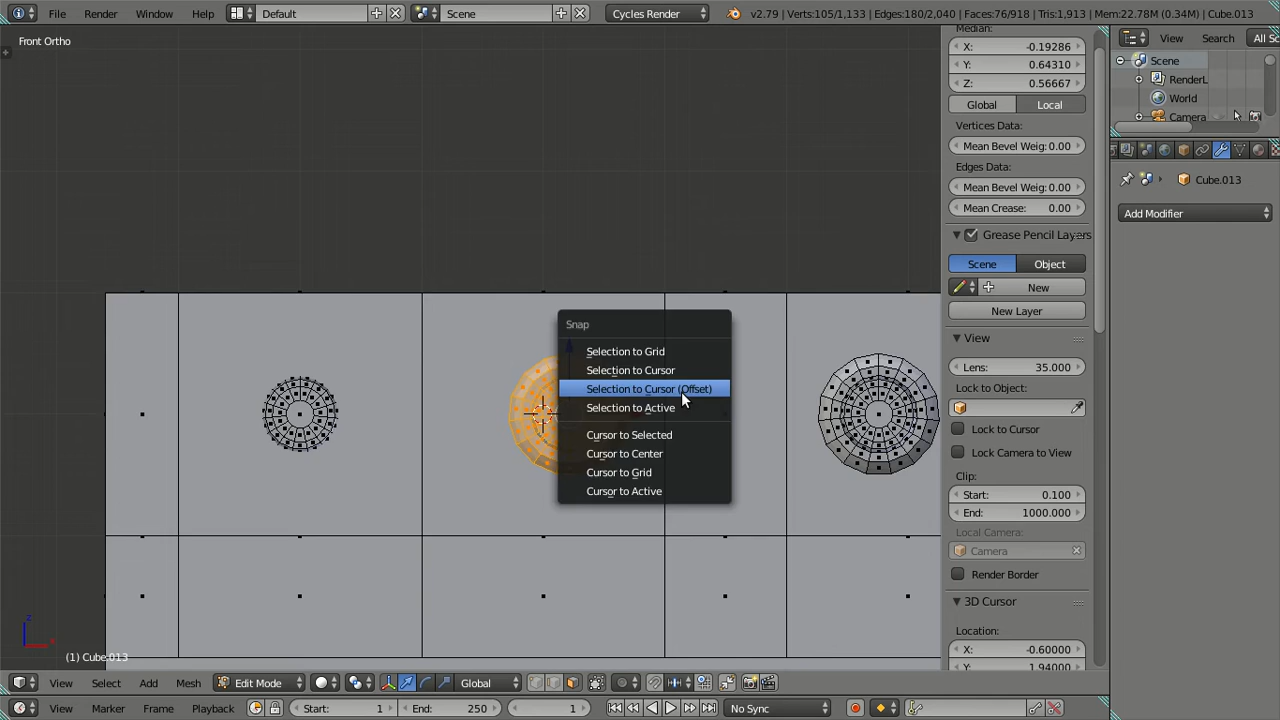 File Render Window Help Default Scene Cycles Render v2.79 | Verts:105/1,133 | Edges:180/2,040 | Faces:76/918 | Tris:1,913 | Mem:22.78M (0.34M) | Cube.013
Front Ortho
Median:
X: -0.19286
Y: 0.64310
Z: 0.56667
Global Local
Vertices Data:
Mean Bevel Weig: 0.00
Edges Data:
Mean Bevel Weig: 0.00
Mean Crease: 0.00
Grease Pencil Layers
Scene Object
New
New Layer
View
Lens: 35.000
Lock to Object:
Lock to Cursor
Lock Camera to View
Clip:
Start: 0.100
End: 1000.000
Local Camera:
Camera
Render Border
3D Cursor
Location:
X: -0.60000
Y: 1.94000
View Search All Sc
Scene
RenderL
World
Camera
Cube.013
Add Modifier
Snap
Selection to Grid
Selection to Cursor
Selection to Cursor (Offset)
Selection to Active
Cursor to Selected
Cursor to Center
Cursor to Grid
Cursor to Active
z
x
(1) Cube.013
View Select Add Mesh Edit Mode Global
View Marker Frame Playback Start: 1 End: 250 1 No Sync